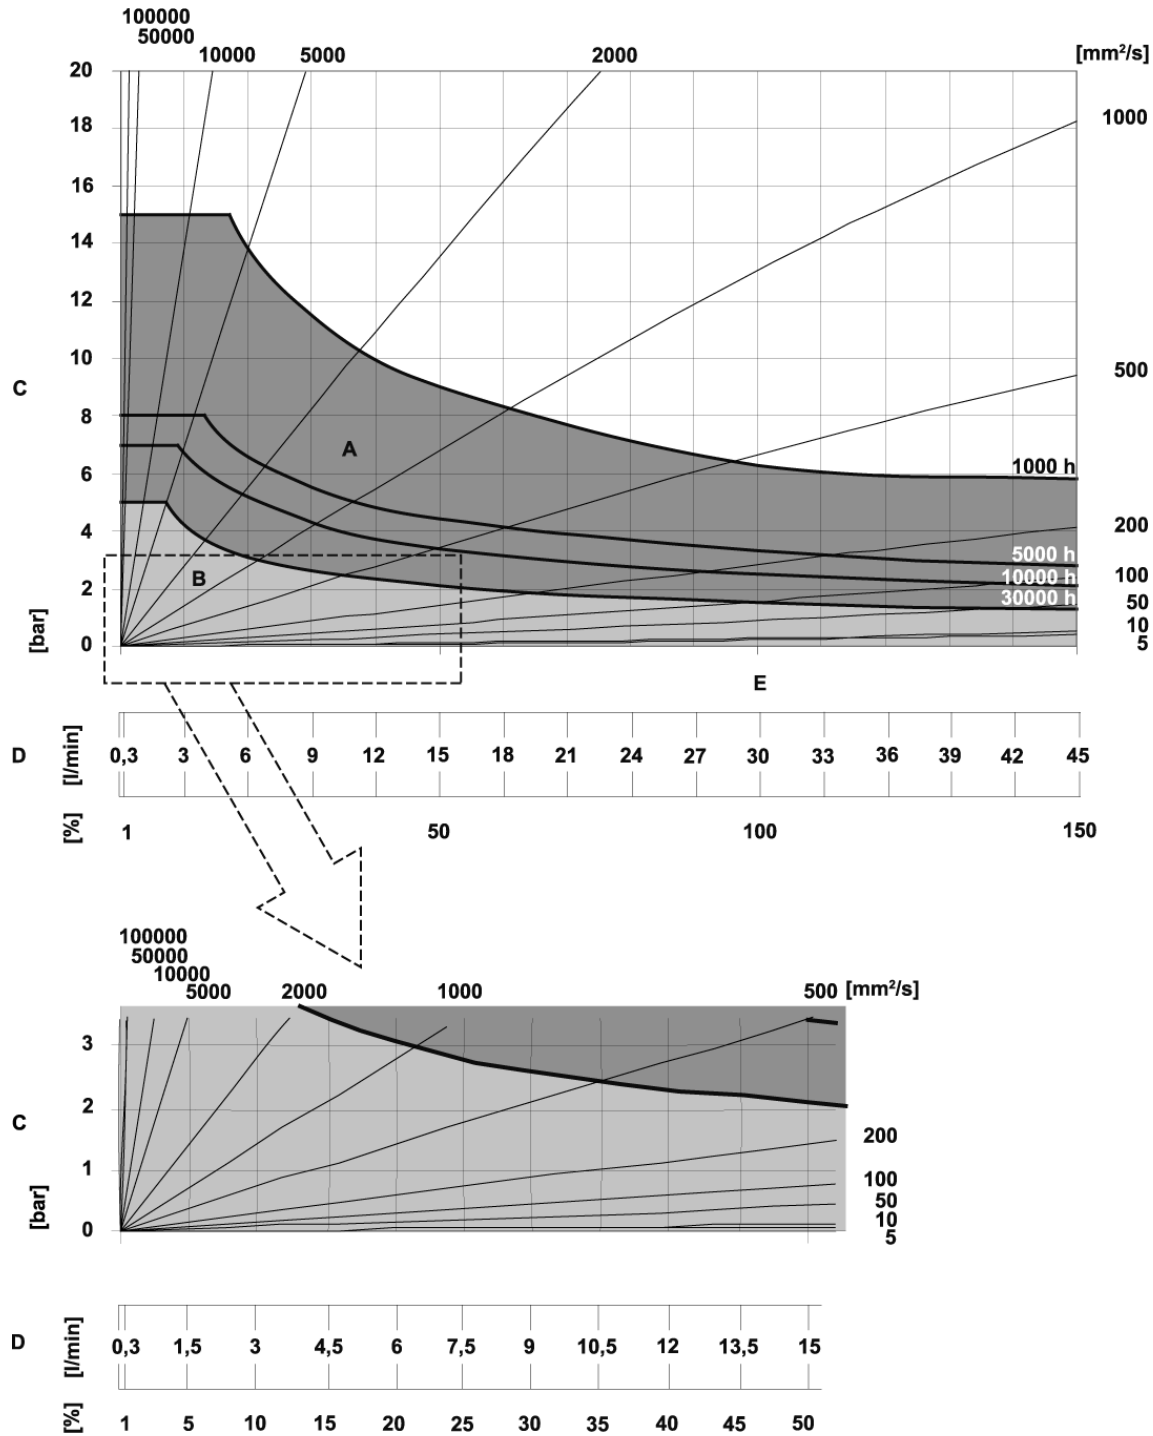 100000
50000
10000 5000 2000 [mm²/s]
20
18 1000
16
14
12
10
C 500
8
A
6 1000 h
4 200
5000 h
B 10000 h 100
2 30000 h 50
10
[bar] 0 5
E
D [l/min] 0,3 3 6 9 12 15 18 21 24 27 30 33 36 39 42 45
[%] 1 50 100 150
100000
50000
10000
5000 2000 1000 500 [mm²/s]
3
2
C 200
1 100
50
[bar] 0 10
5
D [l/min] 0,3 1,5 3 4,5 6 7,5 9 10,5 12 13,5 15
[%] 1 5 10 15 20 25 30 35 40 45 50